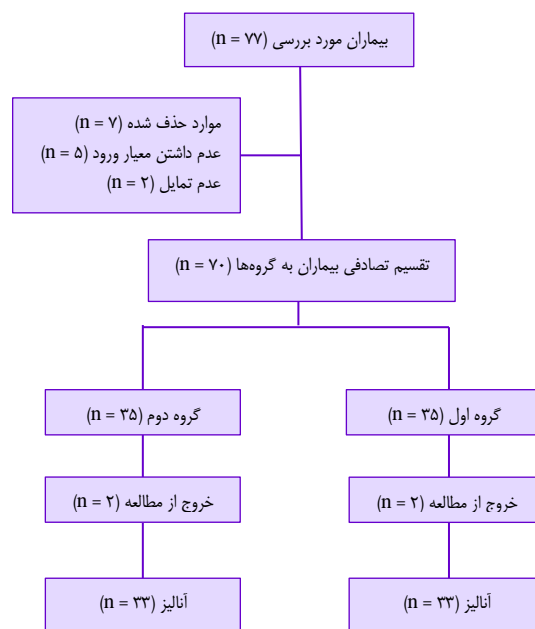 بیماران مورد بررسی (n = ۷۷)
موارد حذف شده (n = ۷)
عدم داشتن معیار ورود (n = ۵)
عدم تمایل (n = ۲)
تقسیم تصادفی بیماران به گروه‌ها (n = ۷۰)
گروه اول (n = ۳۵)
گروه دوم (n = ۳۵)
خروج از مطالعه (n = ۲)
خروج از مطالعه (n = ۲)
آنالیز (n = ۳۳)
آنالیز (n = ۳۳)